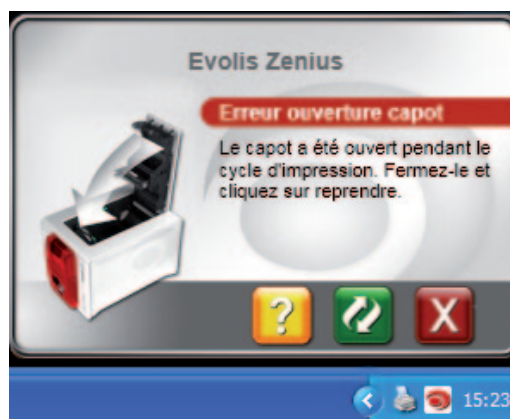 Evolis Zenius
Erreur ouverture capot
Le capot a été ouvert pendant le
cycle d'impression. Fermez-le et
cliquez sur reprendre.
? X
15:23